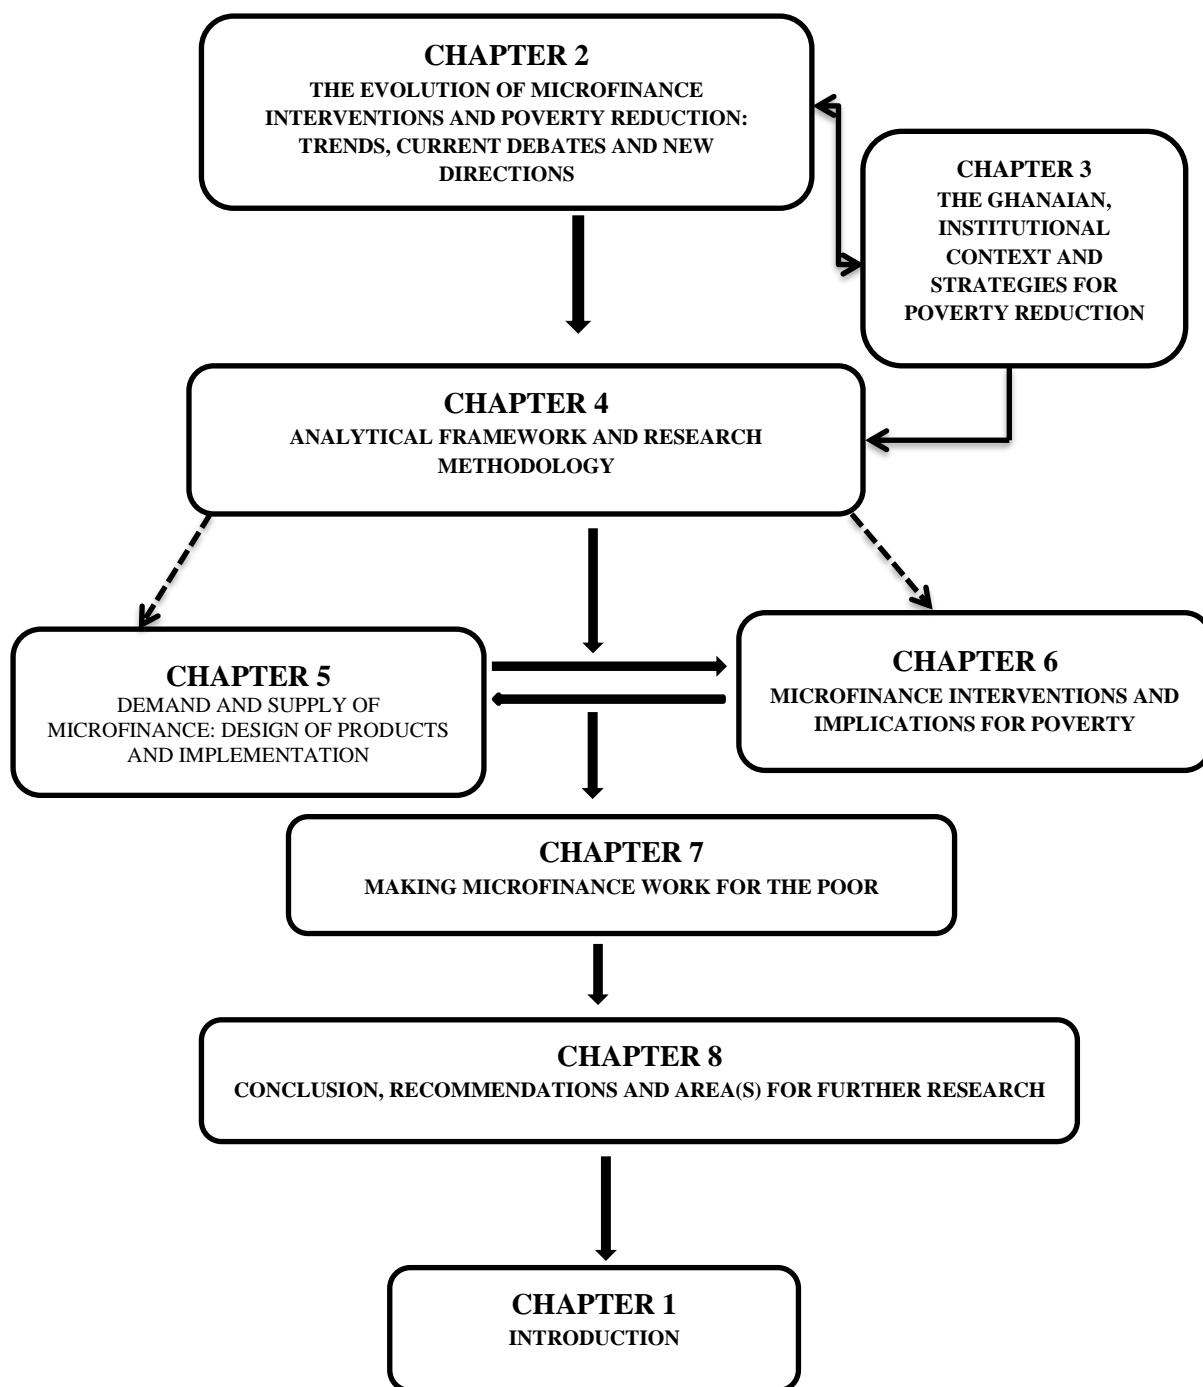 CHAPTER 2
THE EVOLUTION OF MICROFINANCE
INTERVENTIONS AND POVERTY REDUCTION:
TRENDS, CURRENT DEBATES AND NEW
DIRECTIONS
CHAPTER 3
THE GHANAIAN,
INSTITUTIONAL
CONTEXT AND
STRATEGIES FOR
POVERTY REDUCTION
CHAPTER 4
ANALYTICAL FRAMEWORK AND RESEARCH
METHODOLOGY
CHAPTER 5
DEMAND AND SUPPLY OF
MICROFINANCE: DESIGN OF PRODUCTS
AND IMPLEMENTATION
CHAPTER 6
MICROFINANCE INTERVENTIONS AND
IMPLICATIONS FOR POVERTY
CHAPTER 7
MAKING MICROFINANCE WORK FOR THE POOR
CHAPTER 8
CONCLUSION, RECOMMENDATIONS AND AREA(S) FOR FURTHER RESEARCH
CHAPTER 1
INTRODUCTION